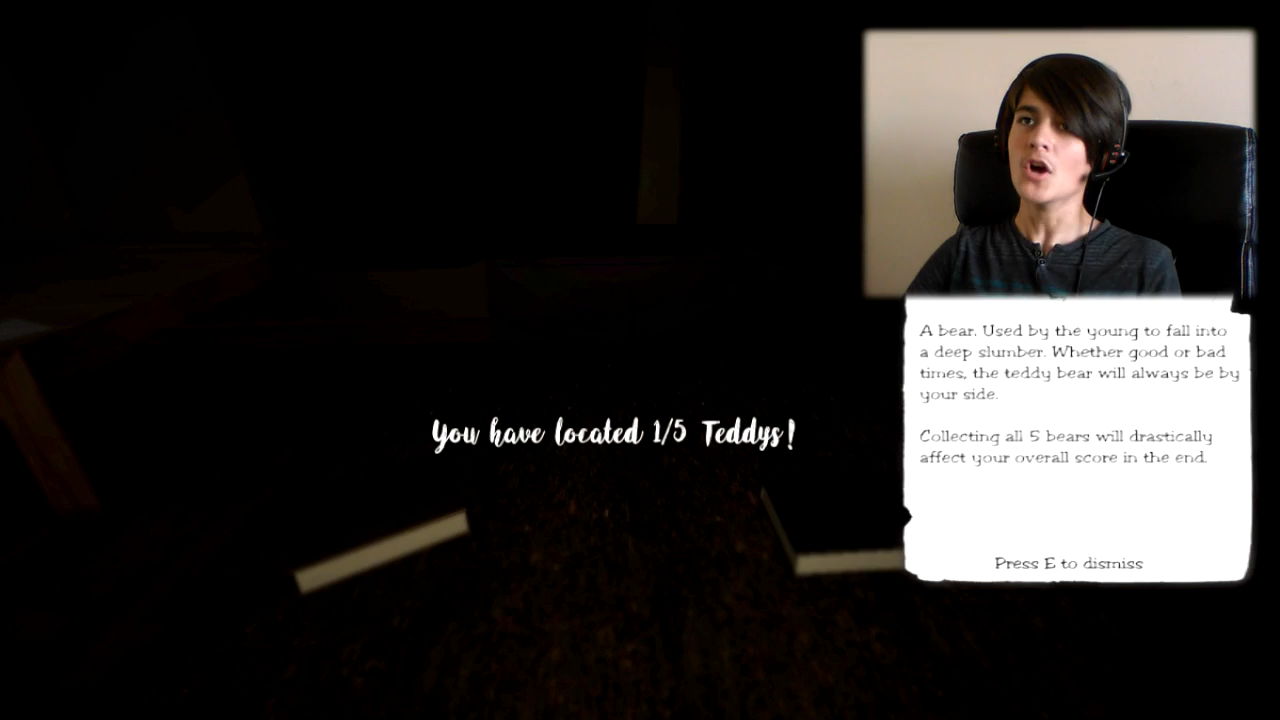 A bear. Used by the young to fall into
a deep slumber. Whether good or bad
times, the teddy bear will always be by
your side.
You have located 1/5 Teddys!
Collecting all 5 bears will drastically
affect your overall score in the end.
Press E to dismiss